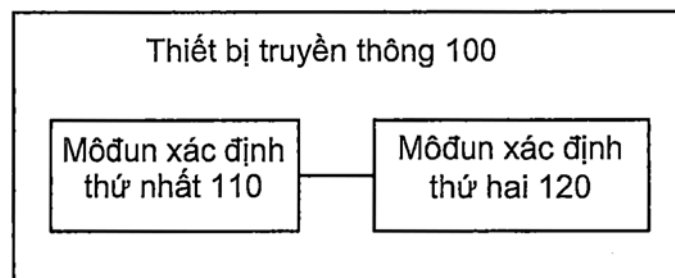 Thiết bị truyền thông 100
Môđun xác định
thứ nhất 110
Môđun xác định
thứ hai 120